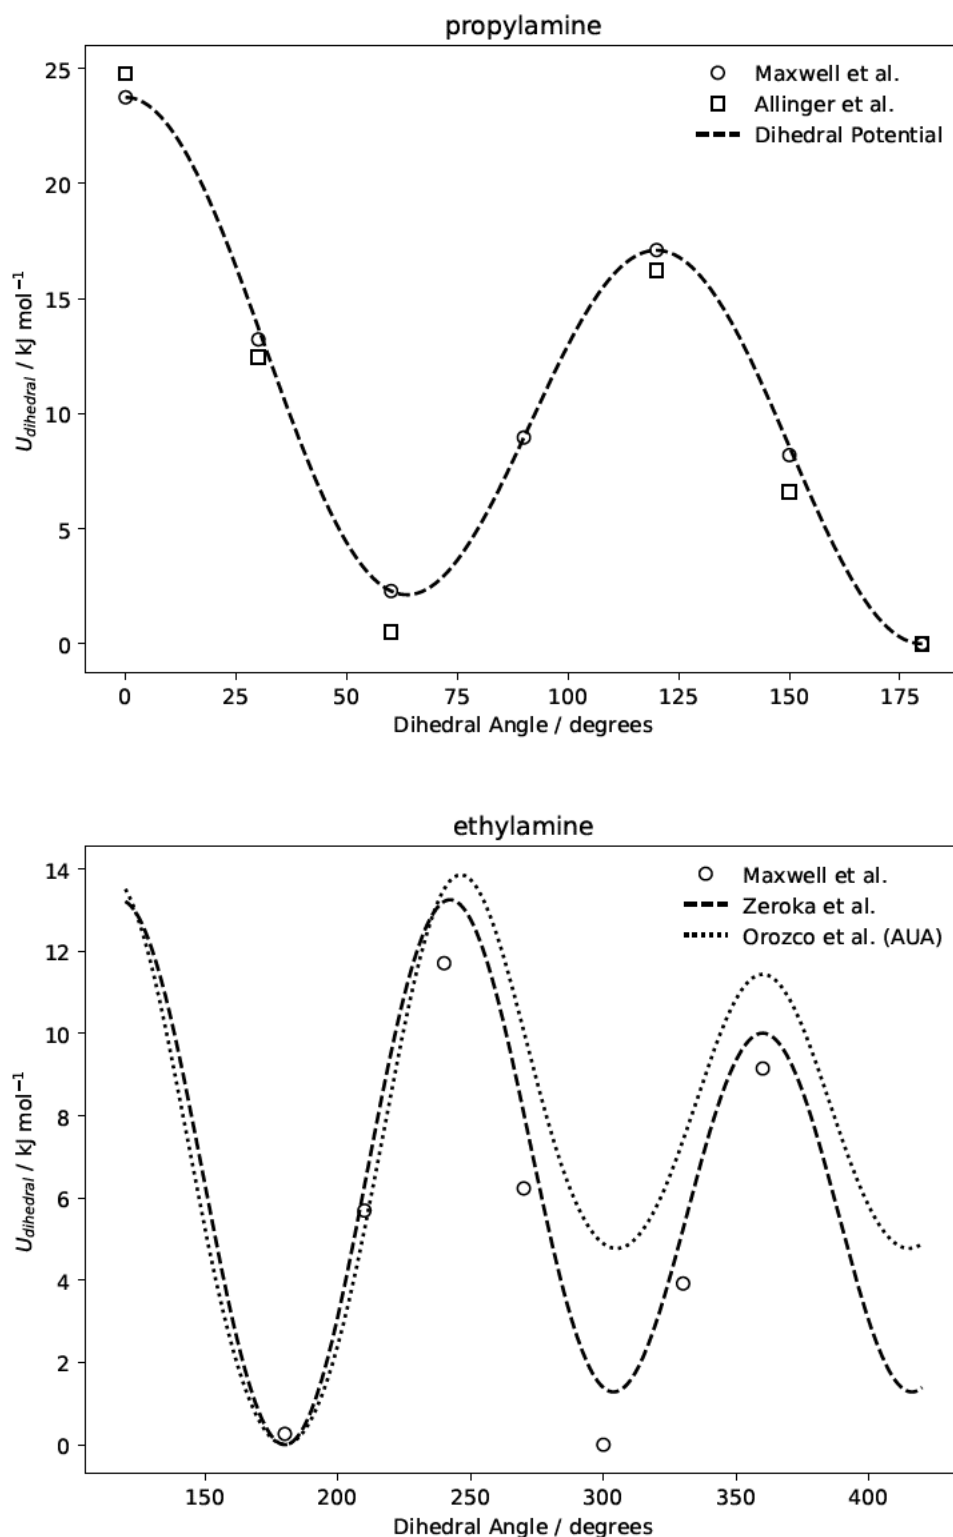 propylamine
25
20
15
10
5
0
U_dihedral / kJ mol⁻¹
Maxwell et al.
Allinger et al.
Dihedral Potential
0 25 50 75 100 125 150 175
Dihedral Angle / degrees
ethylamine
14
12
10
8
6
4
2
0
U_dihedral / kJ mol⁻¹
Maxwell et al.
Zeroka et al.
Orozco et al. (AUA)
150 200 250 300 350 400
Dihedral Angle / degrees